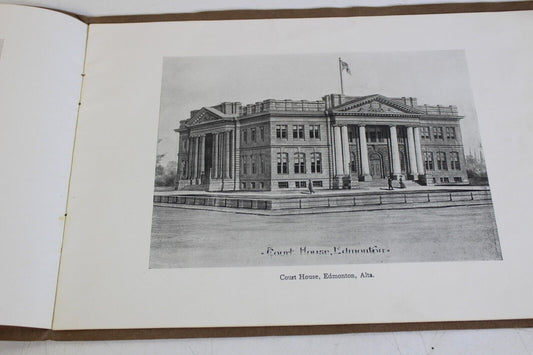 - Court House, Edmonton -
Court House, Edmonton, Alta.